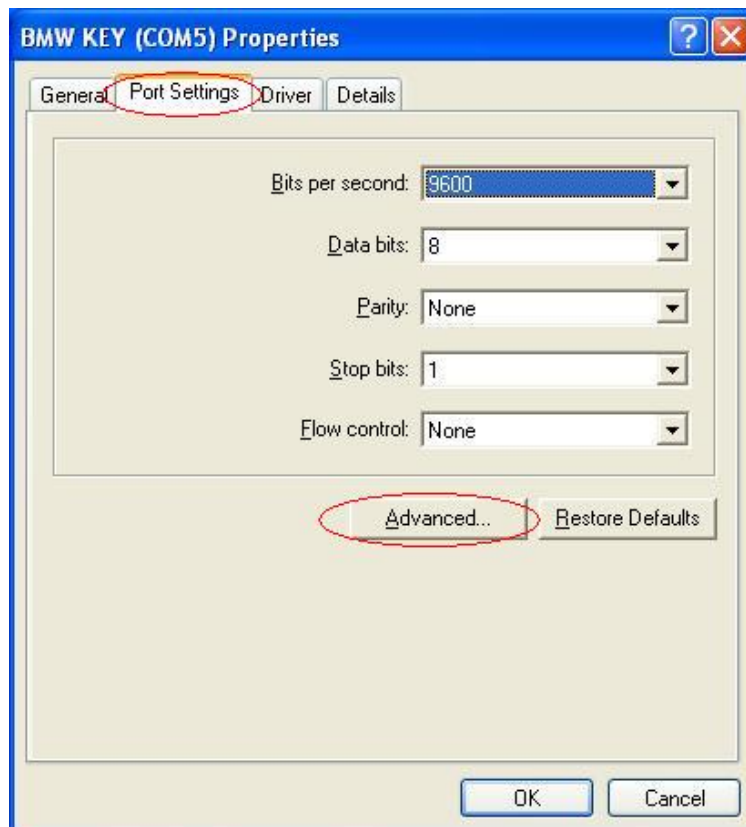 BMW KEY (COM5) Properties
General Port Settings Driver Details
Bits per second: 9600
Data bits: 8
Parity: None
Stop bits: 1
Flow control: None
Advanced... Restore Defaults
OK Cancel